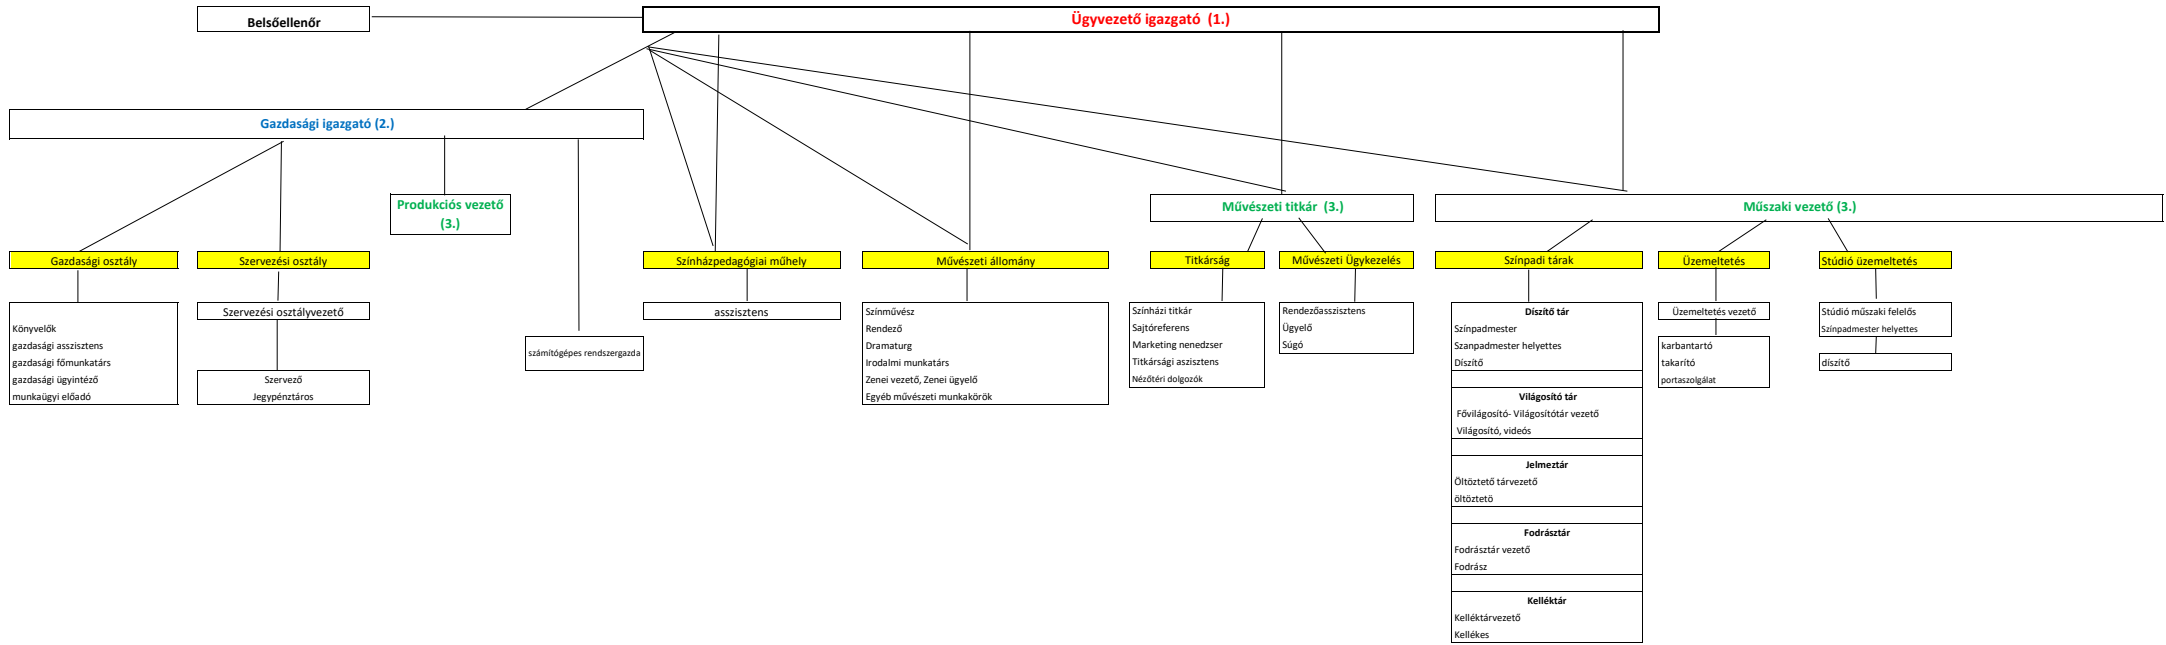 Belsőellenőr
Ügyvezető igazgató (1.)
Gazdasági igazgató (2.)
Produkciós vezető
(3.)
Művészeti titkár (3.)
Műszaki vezető (3.)
Gazdasági osztály
Szervezési osztály
Színházpedagógiai műhely
Művészeti állomány
Titkárság
Művészeti Ügykezelés
Színpadi tárak
Üzemeltetés
Stúdió üzemeltetés
Könyvelők
gazdasági asszisztens
gazdasági főmunkatárs
gazdasági ügyintéző
munkaügyi előadó
Szervezési osztályvezető
Szervező
Jegypénztáros
számítógépes rendszergazda
asszisztens
Színművész
Rendező
Dramaturg
Irodalmi munkatárs
Zenei vezető, Zenei ügyelő
Egyéb művészeti munkakörök
Színházi titkár
Sajtóreferens
Marketing nenedzser
Titkársági aszisztens
Nézőtéri dolgozók
Rendezőasszisztens
Ügyelő
Súgó
Díszítő tár
Színpadmester
Szanpadmester helyettes
Díszítő
Világosító tár
Fővilágosító- Világosítótár vezető
Világosító, videós
Jelmeztár
Öltöztető tárvezető
öltöztetö
Fodrásztár
Fodrásztár vezető
Fodrász
Kelléktár
Kelléktárvezető
Kellékes
Üzemeltetés vezető
karbantartó
takarító
portaszolgálat
Stúdió műszaki felelős
Színpadmester helyettes
díszítő